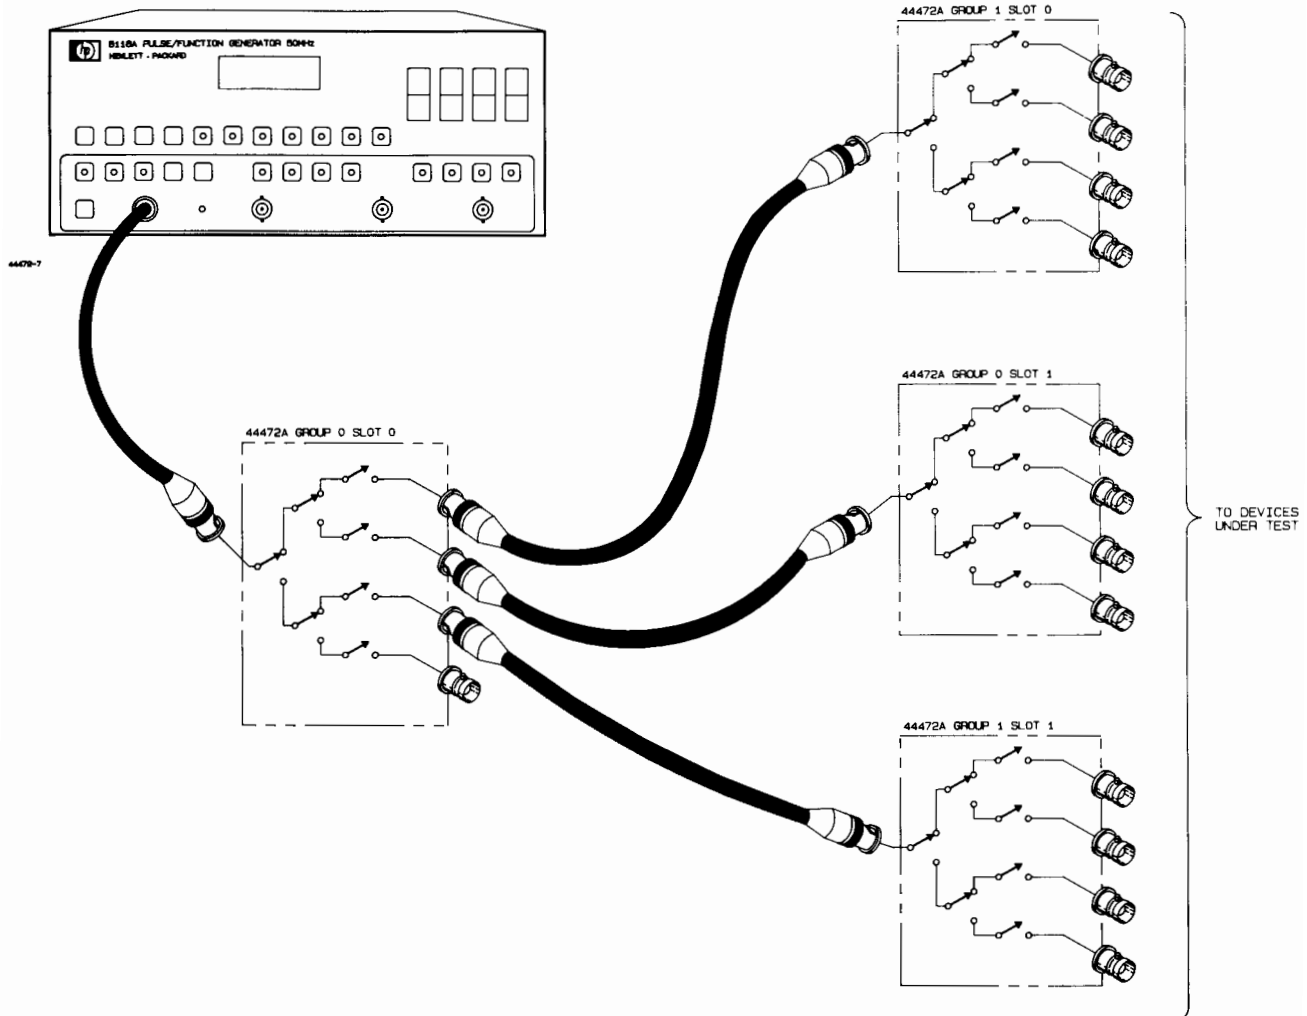 hp
8116A PULSE/FUNCTION GENERATOR 50MHz
HEWLETT - PACKARD
44472A GROUP 1 SLOT 0
44472A GROUP 0 SLOT 1
44472A GROUP 0 SLOT 0
44472A GROUP 1 SLOT 1
TO DEVICES
UNDER TEST